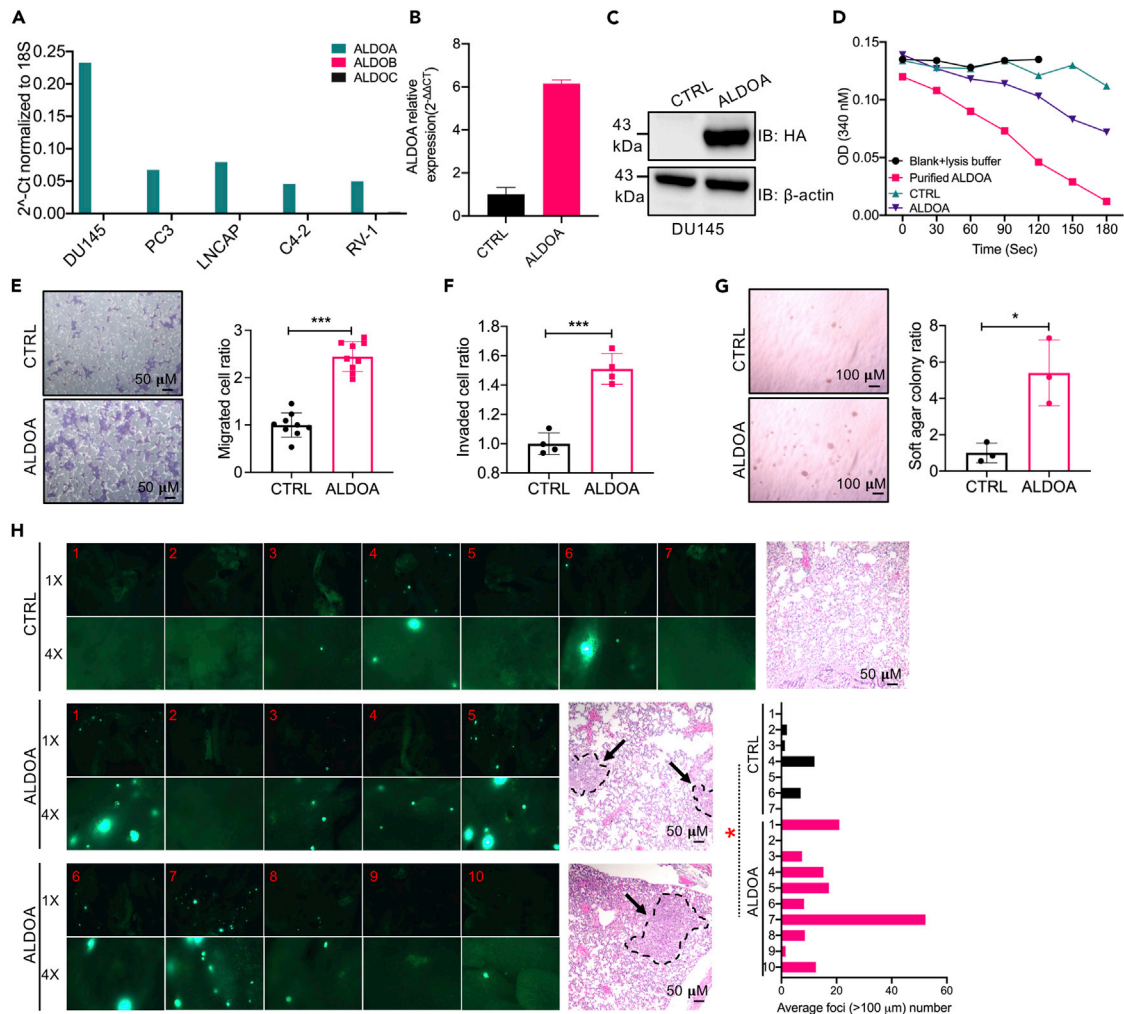 A
2^-Ct normalized to 18S
0.25
0.20
0.15
0.10
0.05
0.00
DU145
PC3
LNCAP
C4-2
RV-1
ALDOA
ALDOB
ALDOC
B
ALDOA relative
expression(2^-ΔΔCT)
8
6
4
2
0
CTRL
ALDOA
C
CTRL
ALDOA
43
kDa
IB: HA
43
kDa
IB: β-actin
DU145
D
OD (340 nM)
0.15
0.10
0.05
0.00
Blank+lysis buffer
Purified ALDOA
CTRL
ALDOA
0 30 60 90 120 150 180
Time (Sec)
E
CTRL
50 μM
ALDOA
50 μM
Migrated cell ratio
3
2
1
0
***
CTRL
ALDOA
F
Invaded cell ratio
1.8
1.6
1.4
1.2
1.0
0.8
***
CTRL
ALDOA
G
CTRL
100 μM
ALDOA
100 μM
Soft agar colony ratio
8
6
4
2
0
*
CTRL
ALDOA
H
CTRL
1X
4X
1 2 3 4 5 6 7
50 μM
ALDOA
1X
4X
1 2 3 4 5
50 μM
ALDOA
1X
4X
6 7 8 9 10
50 μM
*
CTRL
1
2
3
4
5
6
7
ALDOA
1
2
3
4
5
6
7
8
9
10
0 20 40 60
Average foci (>100 μm) number